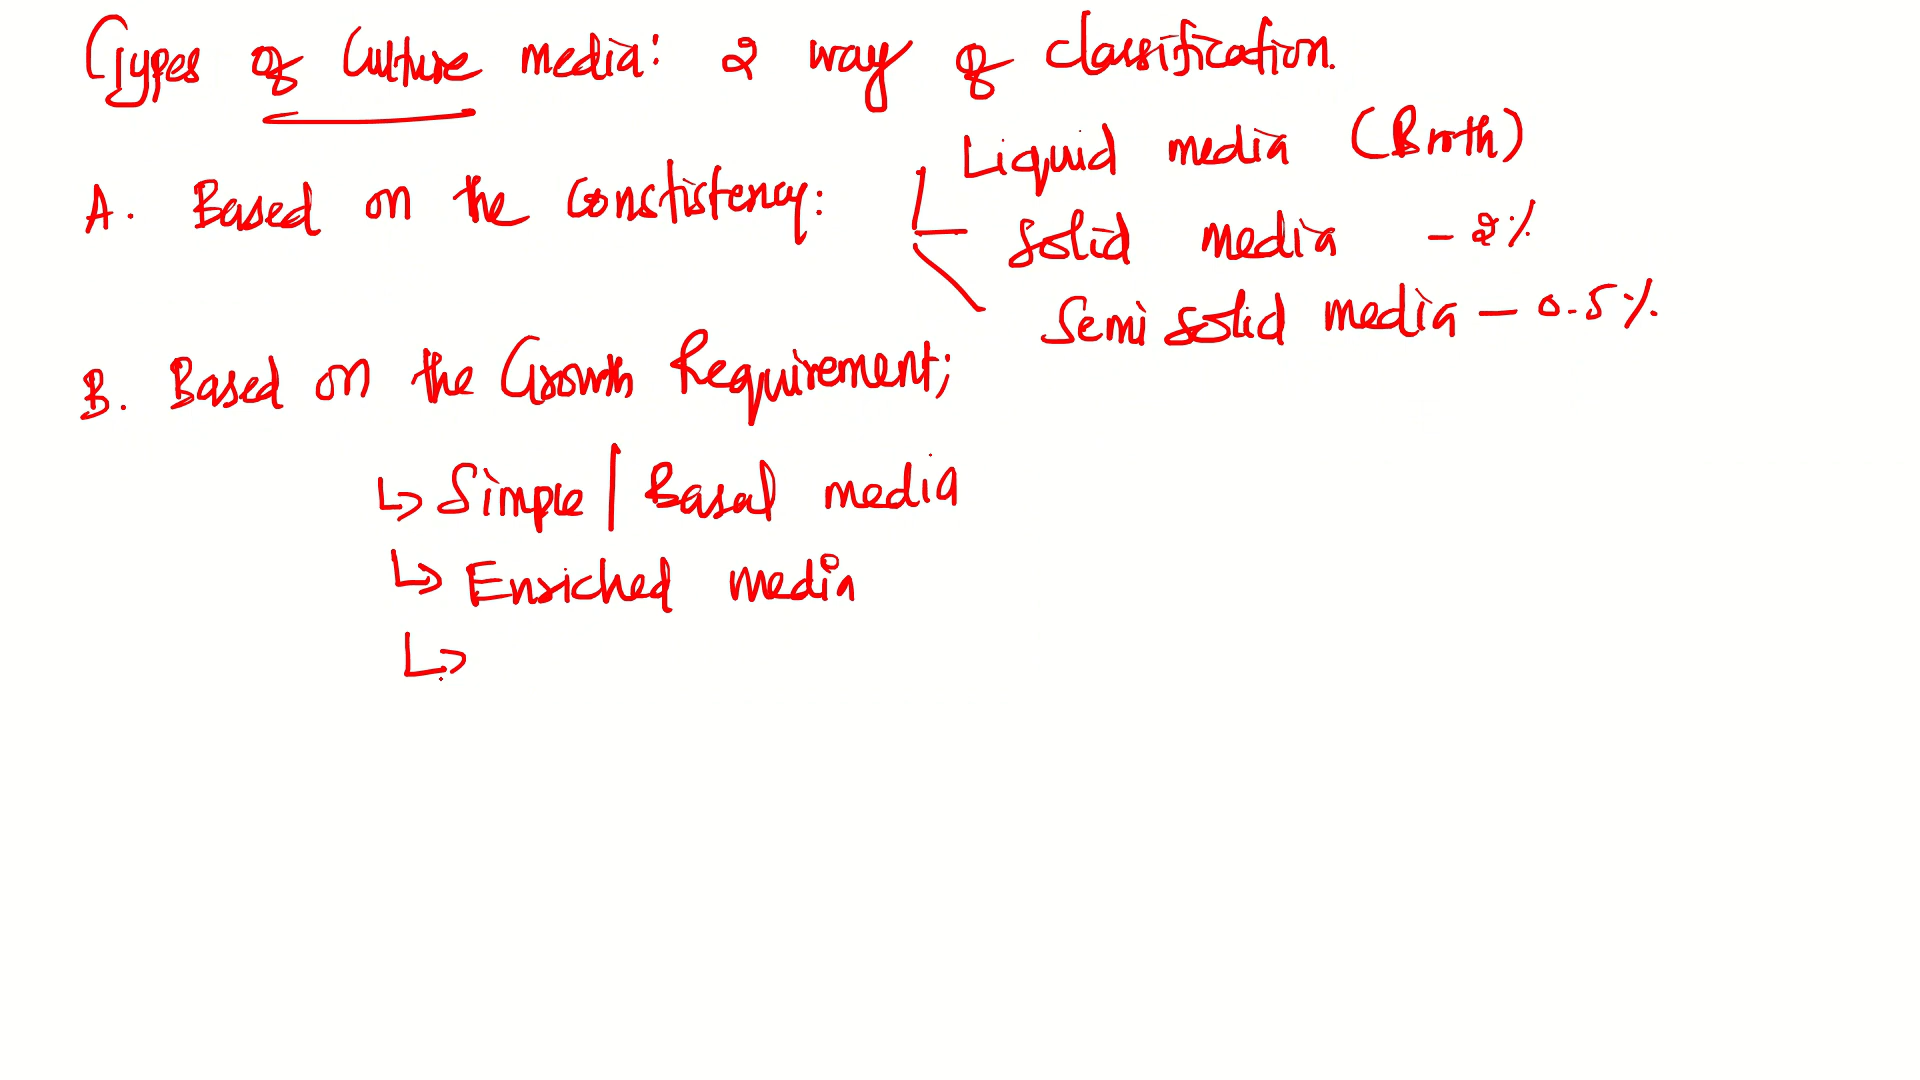 Types of Culture media: 2 way of classification.
A. Based on the constistency:
Liquid media (Broth)
Solid media - 2%
Semi solid media - 0.5%
B. Based on the Growth Requirement;
↳ Simple / Basal media
↳ Enriched media
↳